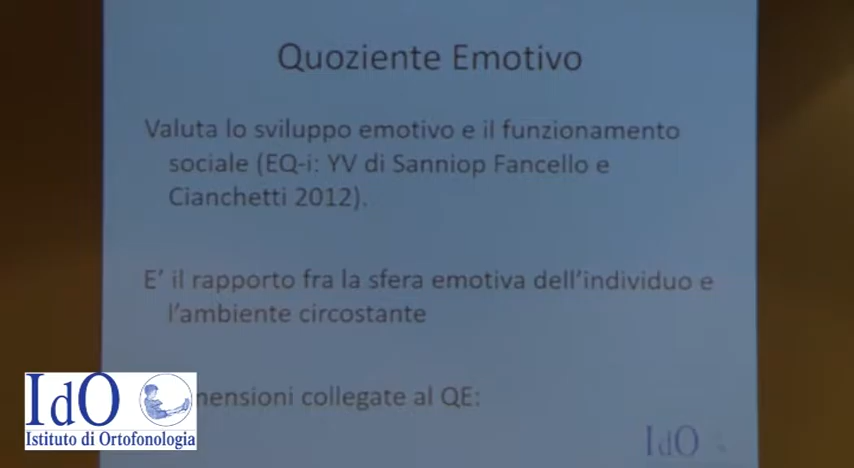 Quoziente Emotivo
Valuta lo sviluppo emotivo e il funzionamento
sociale (EQ-i: YV di Sanniop Fancello e
Cianchetti 2012).
E' il rapporto fra la sfera emotiva dell'individuo e
l'ambiente circostante
mensioni collegate al QE:
IdO
Istituto di Ortofonologia
IdO